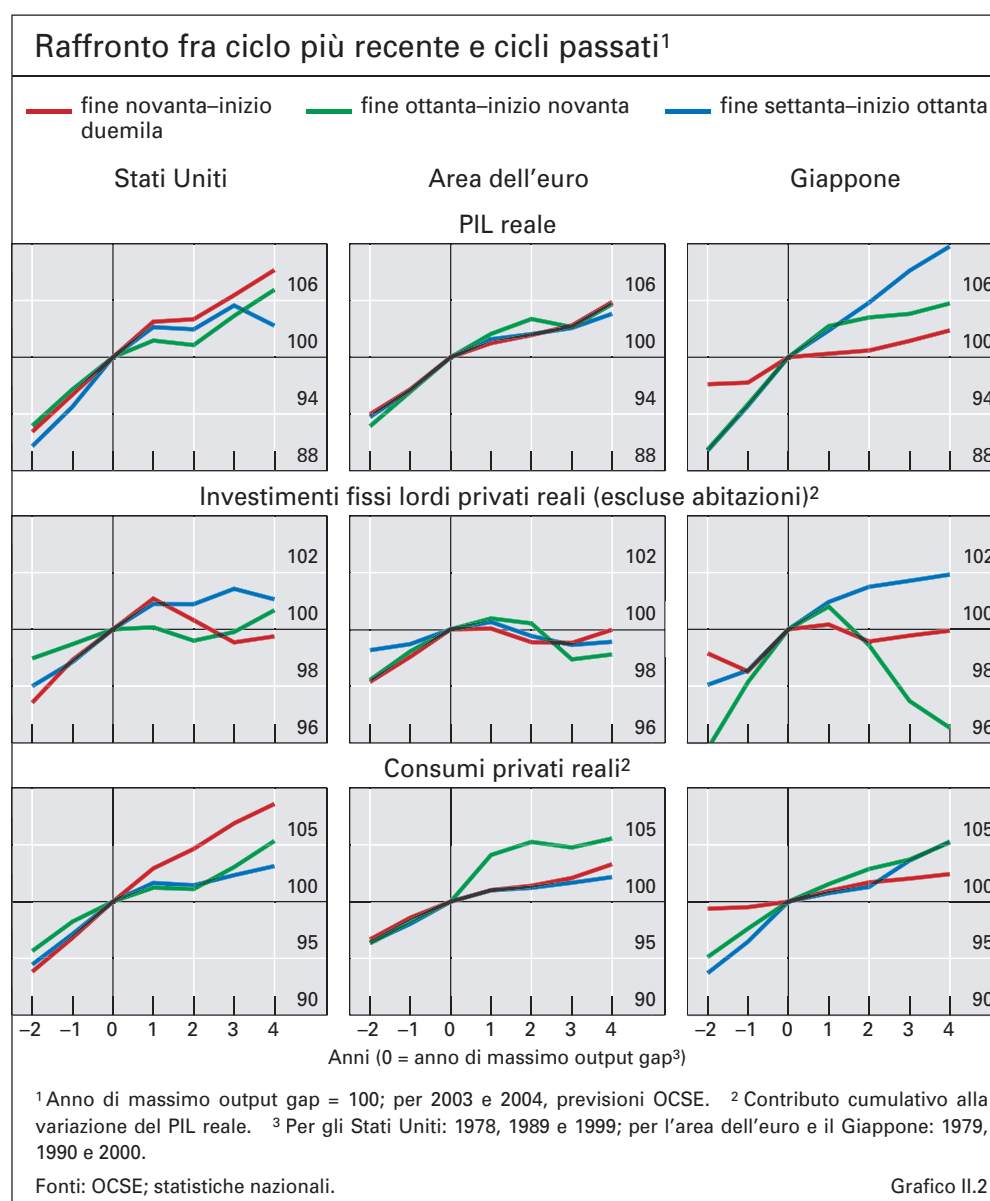 Raffronto fra ciclo più recente e cicli passati¹
fine novanta–inizio duemila
fine ottanta–inizio novanta
fine settanta–inizio ottanta
Stati Uniti
Area dell'euro
Giappone
PIL reale
106
100
94
88
106
100
94
88
106
100
94
88
Investimenti fissi lordi privati reali (escluse abitazioni)²
102
100
98
96
102
100
98
96
102
100
98
96
Consumi privati reali²
105
100
95
90
105
100
95
90
105
100
95
90
–2 –1 0 1 2 3 4
–2 –1 0 1 2 3 4
–2 –1 0 1 2 3 4
Anni (0 = anno di massimo output gap³)
¹ Anno di massimo output gap = 100; per 2003 e 2004, previsioni OCSE. ² Contributo cumulativo alla
variazione del PIL reale. ³ Per gli Stati Uniti: 1978, 1989 e 1999; per l'area dell'euro e il Giappone: 1979,
1990 e 2000.
Fonti: OCSE; statistiche nazionali.
Grafico II.2